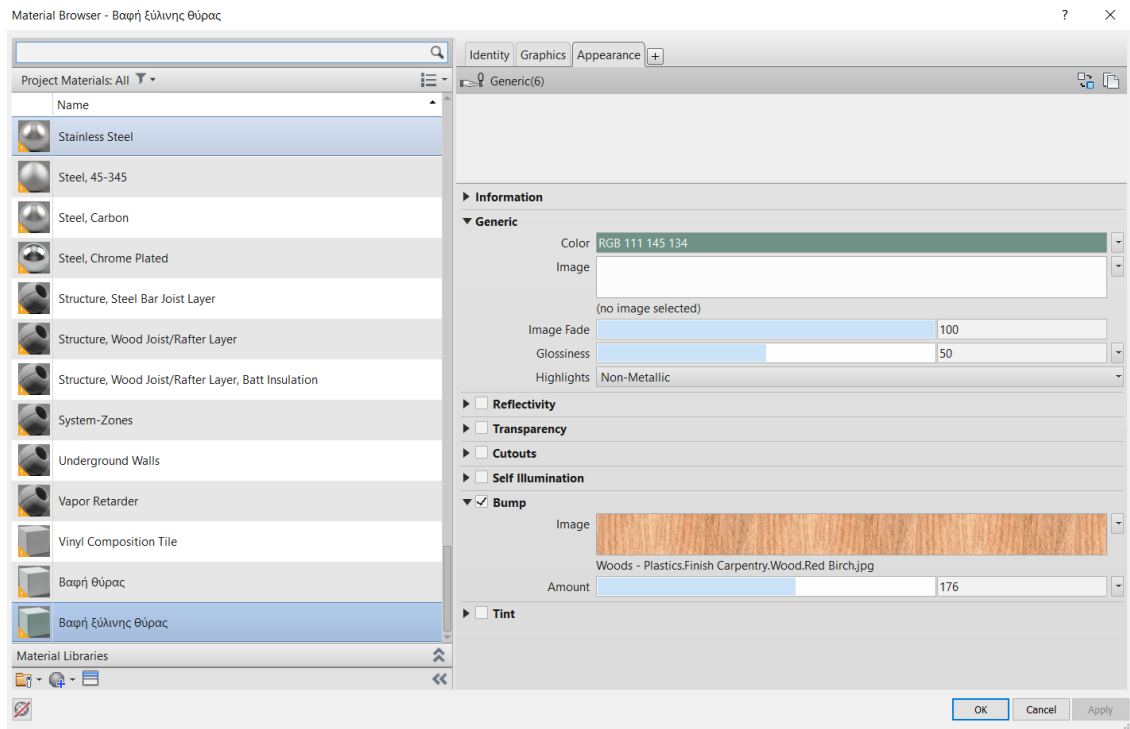 Material Browser - Βαφή ξύλινης θύρας
?
Project Materials: All
Name
Stainless Steel
Steel, 45-345
Steel, Carbon
Steel, Chrome Plated
Structure, Steel Bar Joist Layer
Structure, Wood Joist/Rafter Layer
Structure, Wood Joist/Rafter Layer, Batt Insulation
System-Zones
Underground Walls
Vapor Retarder
Vinyl Composition Tile
Βαφή θύρας
Βαφή ξύλινης θύρας
Material Libraries
Identity Graphics Appearance +
Generic(6)
Information
Generic
Color RGB 111 145 134
Image
(no image selected)
Image Fade 100
Glossiness 50
Highlights Non-Metallic
Reflectivity
Transparency
Cutouts
Self Illumination
Bump
Image
Woods - Plastics.Finish Carpentry.Wood.Red Birch.jpg
Amount 176
Tint
OK Cancel Apply